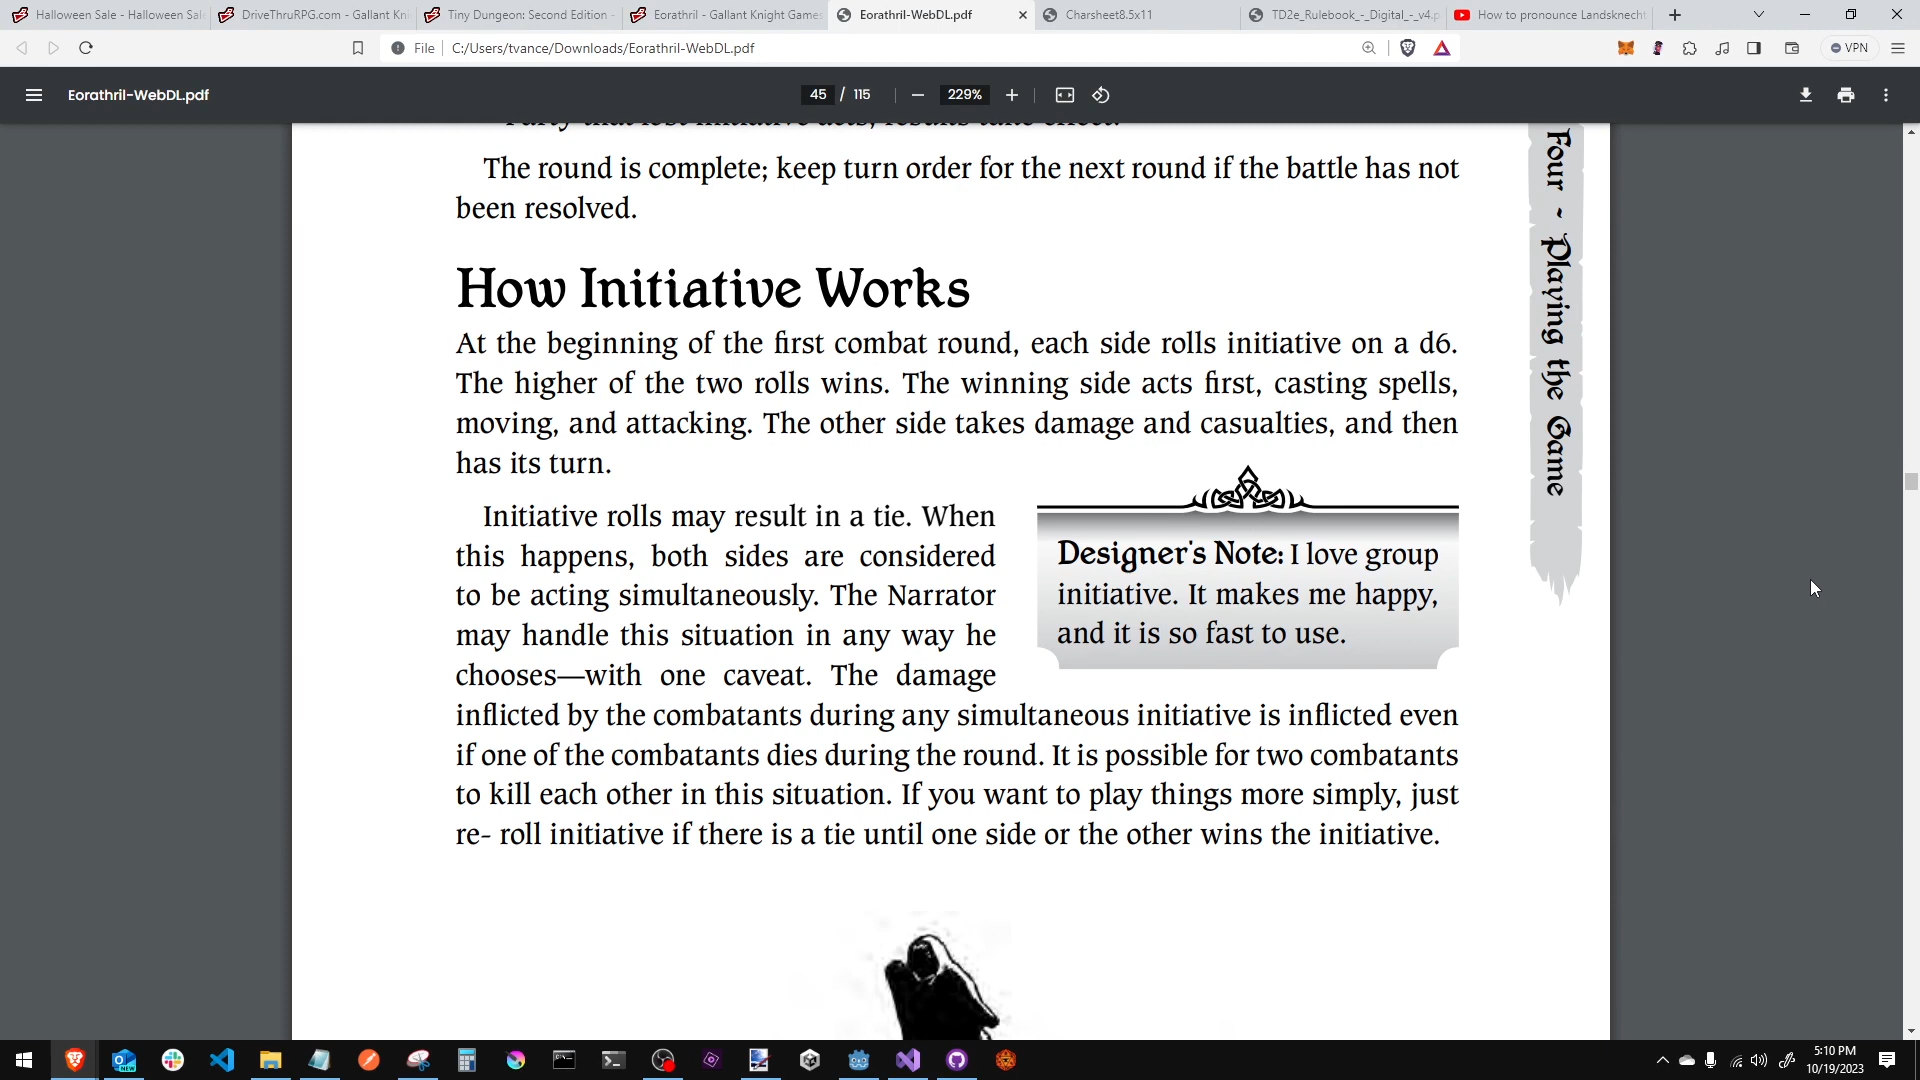 Halloween Sale - Halloween Sal
DriveThruRPG.com - Gallant Kni
Tiny Dungeon: Second Edition -
Eorathril - Gallant Knight Games
Eorathril-WebDL.pdf
Charsheet8.5x11
TD2e_Rulebook_-_Digital_-_v4.p
How to pronounce Landsknecht
File
C:/Users/tvance/Downloads/Eorathril-WebDL.pdf
VPN
Eorathril-WebDL.pdf
45 / 115
229%
Party that lost initiative acts, results take effect.
The round is complete; keep turn order for the next round if the battle has not
been resolved.
How Initiative Works
At the beginning of the first combat round, each side rolls initiative on a d6.
The higher of the two rolls wins. The winning side acts first, casting spells,
moving, and attacking. The other side takes damage and casualties, and then
has its turn.
Initiative rolls may result in a tie. When
this happens, both sides are considered
to be acting simultaneously. The Narrator
may handle this situation in any way he
chooses—with one caveat. The damage
inflicted by the combatants during any simultaneous initiative is inflicted even
if one of the combatants dies during the round. It is possible for two combatants
to kill each other in this situation. If you want to play things more simply, just
re- roll initiative if there is a tie until one side or the other wins the initiative.
Designer's Note: I love group
initiative. It makes me happy,
and it is so fast to use.
Four ~ Playing the Game
NEW
5:10 PM
10/19/2023